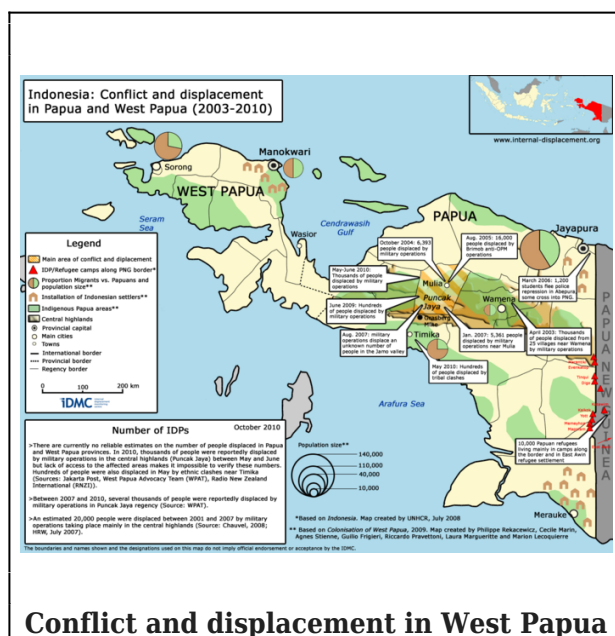 Indonesia: Conflict and displacement
in Papua and West Papua (2003-2010)
www.internal-displacement.org
Sorong
Manokwari
WEST PAPUA
Seram
Sea
Wasior
Cendrawasih
Gulf
PAPUA
Jayapura
October 2004: 6,393
people displaced by
military operations
Aug. 2005: 16,000
people displaced by
Brimob anti-OPM
operations
May-June 2010:
Thousands of people
displaced by military
operations
June 2009: Hundreds
of people displaced by
military operations
Aug. 2007: military
operations displace an
unknown number of
people in the Jamo valley
Mulia
Puncak
Jaya
Wamena
Timika
March 2006: 1,200
students flee police
repression in Abepura,
some cross into PNG.
Jan. 2007: 5,361 people
displaced by military
operations near Mulia
April 2003: Thousands
of people displaced from
25 villages near Wamena
by military operations
May 2010: Hundreds
of people displaced by
tribal clashes
PAPUA NEW GUINEA
10,000 Papuan refugees
living mainly in camps along
the border and in East Awin
refugee settlement
Arafura Sea
Merauke
Legend
Main area of conflict and displacement
IDP/Refugee camps along PNG border*
Proportion Migrants vs. Papuans and
population size**
Installation of Indonesian settlers**
Indigenous Papua areas**
Central highlands
Provincial capital
Main cities
Towns
International border
Provincial border
Regency border
0 100 200 km
iDMC
Number of IDPs October 2010
>There are currently no reliable estimates on the number of people displaced in Papua
and West Papua provinces. In 2010, thousands of people were reportedly displaced
by military operations in the central highlands (Puncak Jaya) between May and June
but lack of access to the affected areas makes it impossible to verify these numbers.
Hundreds of people were also displaced in May by ethnic clashes near Timika
(Sources: Jakarta Post, West Papua Advocacy Team (WPAT), Radio New Zealand
International (RNZI)).
>Between 2007 and 2010, several thousands of people were reportedly displaced by
military operations in Puncak Jaya regency (Source: WPAT).
>An estimated 20,000 people were displaced between 2001 and 2007 by military
operations taking place mainly in the central highlands (Source: Chauvel, 2008;
HRW, July 2007).
Population size**
140,000
110,000
40,000
10,000
*Based on Indonesia. Map created by UNHCR, July 2008
** Based on Colonisation of West Papua, 2009. Map created by Philippe Rekacewicz, Cecile Marin,
Agnes Stienne, Guilio Frigieri, Riccardo Pravettoni, Laura Margueritte and Marion Lecoquierre
The boundaries and names shown and the designations used on this map do not imply official endorsement or acceptance by the IDMC.
Conflict and displacement in West Papua